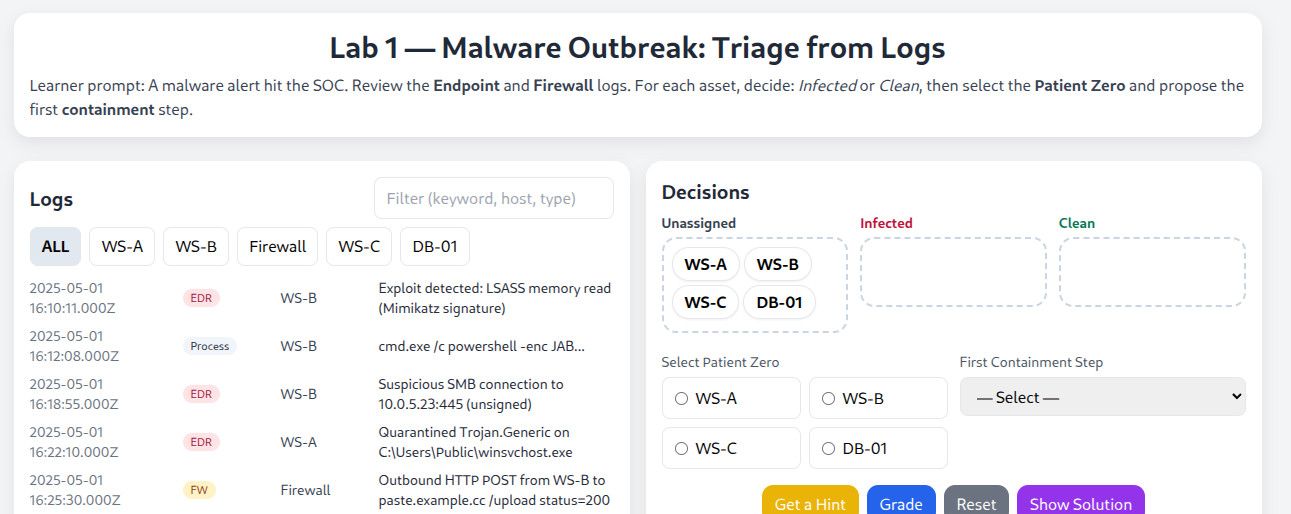 Lab 1 — Malware Outbreak: Triage from Logs
Learner prompt: A malware alert hit the SOC. Review the Endpoint and Firewall logs. For each asset, decide: Infected or Clean, then select the Patient Zero and propose the
first containment step.
Logs
Filter (keyword, host, type)
ALL
WS-A
WS-B
Firewall
WS-C
DB-01
2025-05-01
16:10:11.000Z
EDR
WS-B
Exploit detected: LSASS memory read
(Mimikatz signature)
2025-05-01
16:12:08.000Z
Process
WS-B
cmd.exe /c powershell -enc JAB...
2025-05-01
16:18:55.000Z
EDR
WS-B
Suspicious SMB connection to
10.0.5.23:445 (unsigned)
2025-05-01
16:22:10.000Z
EDR
WS-A
Quarantined Trojan.Generic on
C:\Users\Public\winsvchost.exe
2025-05-01
16:25:30.000Z
FW
Firewall
Outbound HTTP POST from WS-B to
paste.example.cc /upload status=200
Decisions
Unassigned
Infected
Clean
WS-A
WS-B
WS-C
DB-01
Select Patient Zero
First Containment Step
WS-A
WS-B
— Select —
WS-C
DB-01
Get a Hint
Grade
Reset
Show Solution